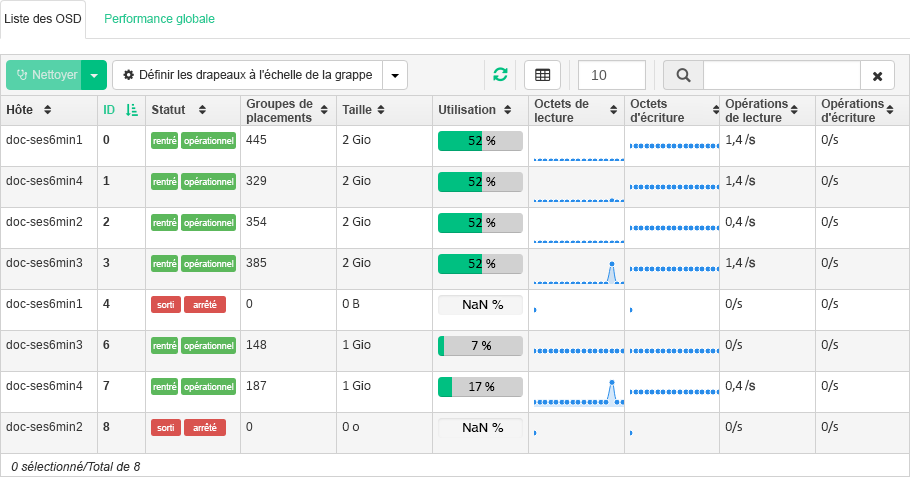 Liste des OSD Performance globale
Nettoyer Définir les drapeaux à l'échelle de la grappe 10
Hôte ID Statut Groupes de placements Taille Utilisation Octets de lecture Octets d'écriture Opérations de lecture Opérations d'écriture
doc-ses6min1 0 rentré opérationnel 445 2 Gio 52 % 1,4 /s 0/s
doc-ses6min4 1 rentré opérationnel 329 2 Gio 52 % 1,4 /s 0/s
doc-ses6min2 2 rentré opérationnel 354 2 Gio 52 % 0,4 /s 0/s
doc-ses6min3 3 rentré opérationnel 385 2 Gio 52 % 1,4 /s 0/s
doc-ses6min1 4 sorti arrêté 0 0 B NaN % 0/s 0/s
doc-ses6min3 6 rentré opérationnel 148 1 Gio 7 % 0/s 0/s
doc-ses6min4 7 rentré opérationnel 187 1 Gio 17 % 0,4 /s 0/s
doc-ses6min2 8 sorti arrêté 0 0 o NaN % 0/s 0/s
0 sélectionné/Total de 8